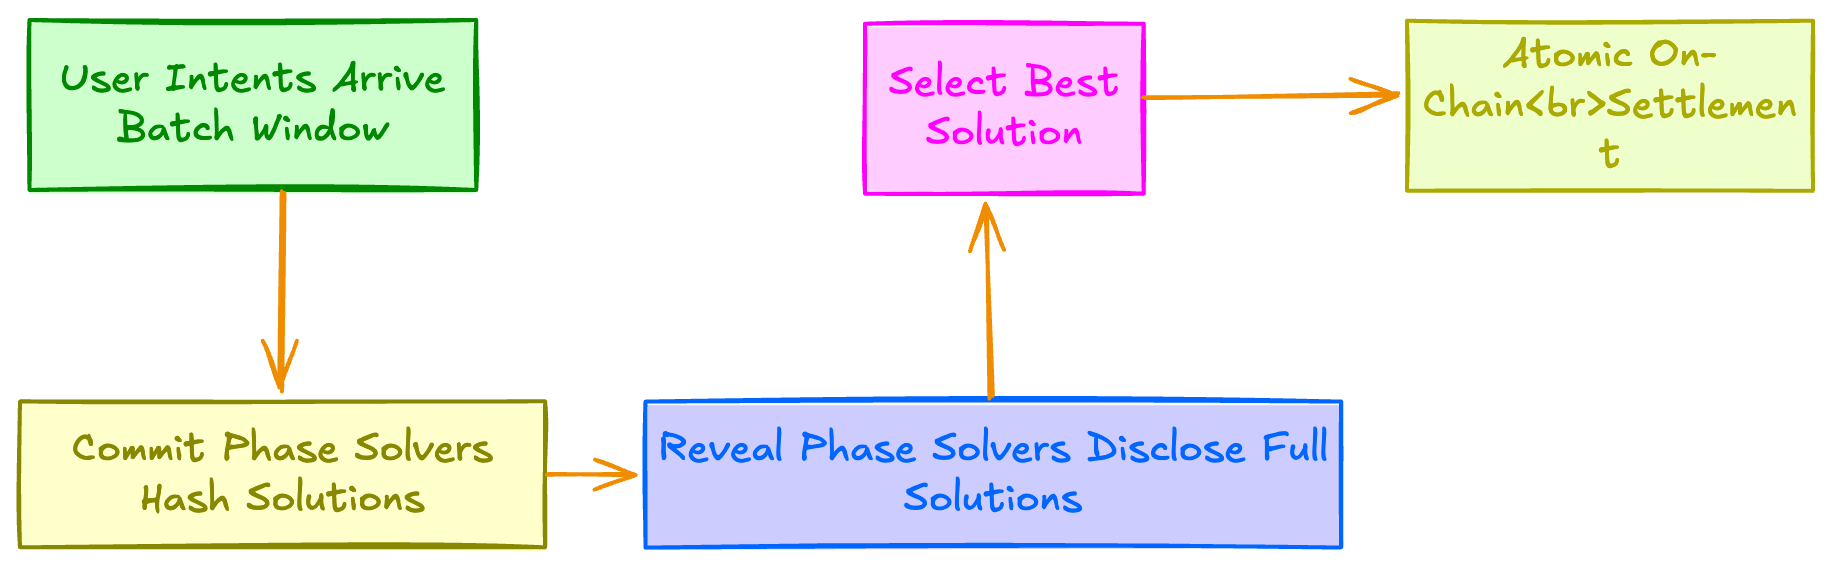 User Intents Arrive
Batch Window
Commit Phase Solvers
Hash Solutions
Reveal Phase Solvers Disclose Full
Solutions
Select Best
Solution
Atomic On-
Chain<br>Settlemen
t